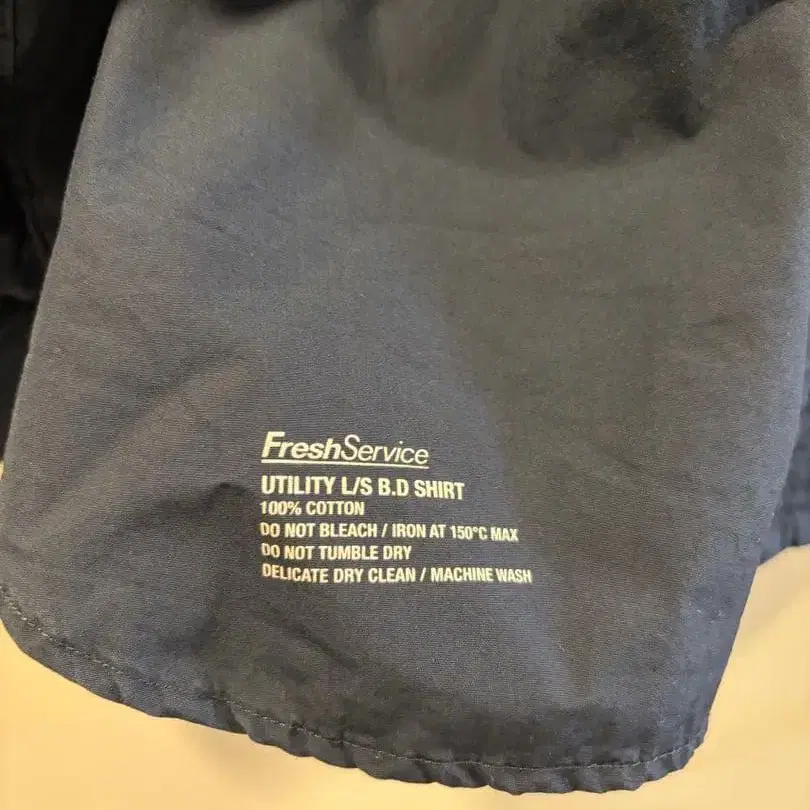 FreshService
UTILITY L/S B.D SHIRT
100% COTTON
DO NOT BLEACH / IRON AT 150°C MAX
DO NOT TUMBLE DRY
DELICATE DRY CLEAN / MACHINE WASH